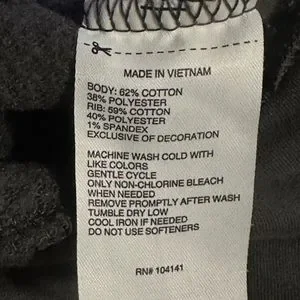 MADE IN VIETNAM
BODY: 62% COTTON
38% POLYESTER
RIB: 59% COTTON
40% POLYESTER
1% SPANDEX
EXCLUSIVE OF DECORATION
MACHINE WASH COLD WITH
LIKE COLORS
GENTLE CYCLE
ONLY NON-CHLORINE BLEACH
WHEN NEEDED
REMOVE PROMPTLY AFTER WASH
TUMBLE DRY LOW
COOL IRON IF NEEDED
DO NOT USE SOFTENERS
RN# 104141